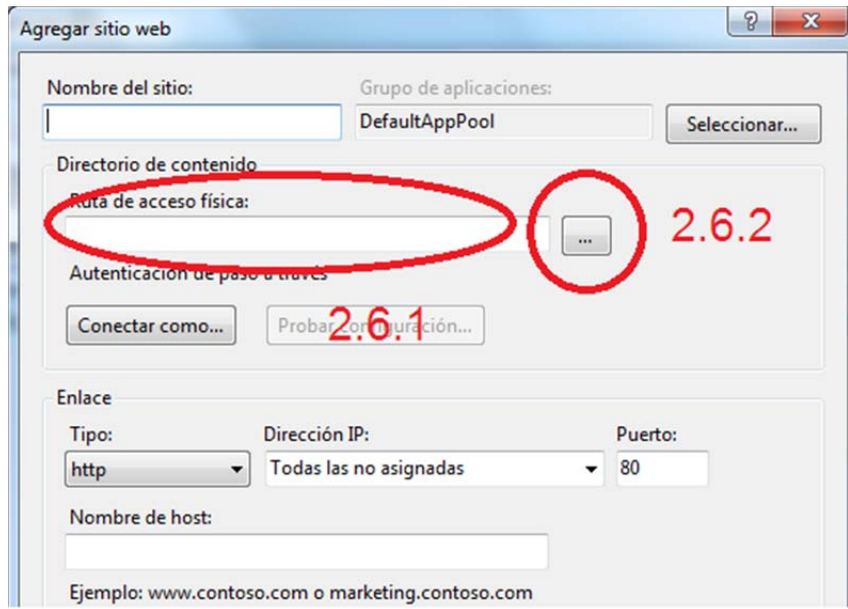 Agregar sitio web
Nombre del sitio:
Grupo de aplicaciones:
DefaultAppPool
Seleccionar...
Directorio de contenido
Ruta de acceso física:
...
2.6.2
Autenticación de paso a través
Conectar como...
Probar configuración...
2.6.1
Enlace
Tipo:
Dirección IP:
Puerto:
http
Todas las no asignadas
80
Nombre de host:
Ejemplo: www.contoso.com o marketing.contoso.com